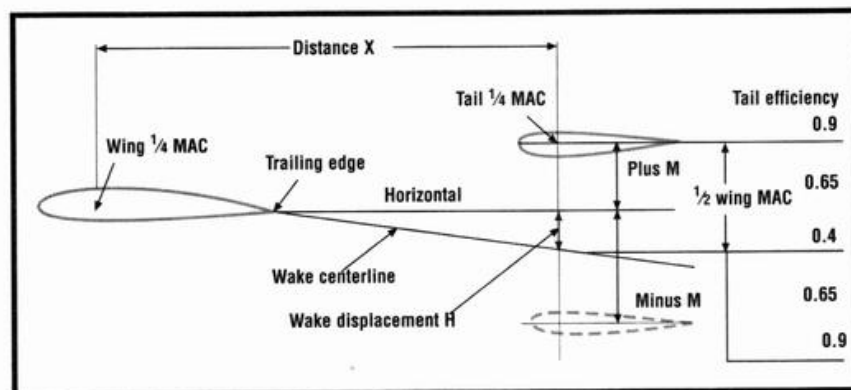 Distance X
Tail ¼ MAC
Tail efficiency
0.9
Wing ¼ MAC
Trailing edge
Plus M
Horizontal
0.65
½ wing MAC
0.4
Wake centerline
Minus M
0.65
Wake displacement H
0.9